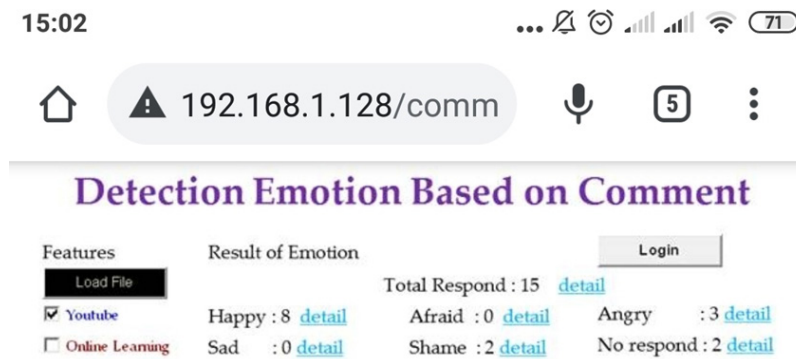 15:02
71
192.168.1.128/comm
5
Detection Emotion Based on Comment
Features Result of Emotion Login
Load File Total Respond : 15 detail
Youtube Happy : 8 detail Afraid : 0 detail Angry : 3 detail
Online Learning Sad : 0 detail Shame : 2 detail No respond : 2 detail